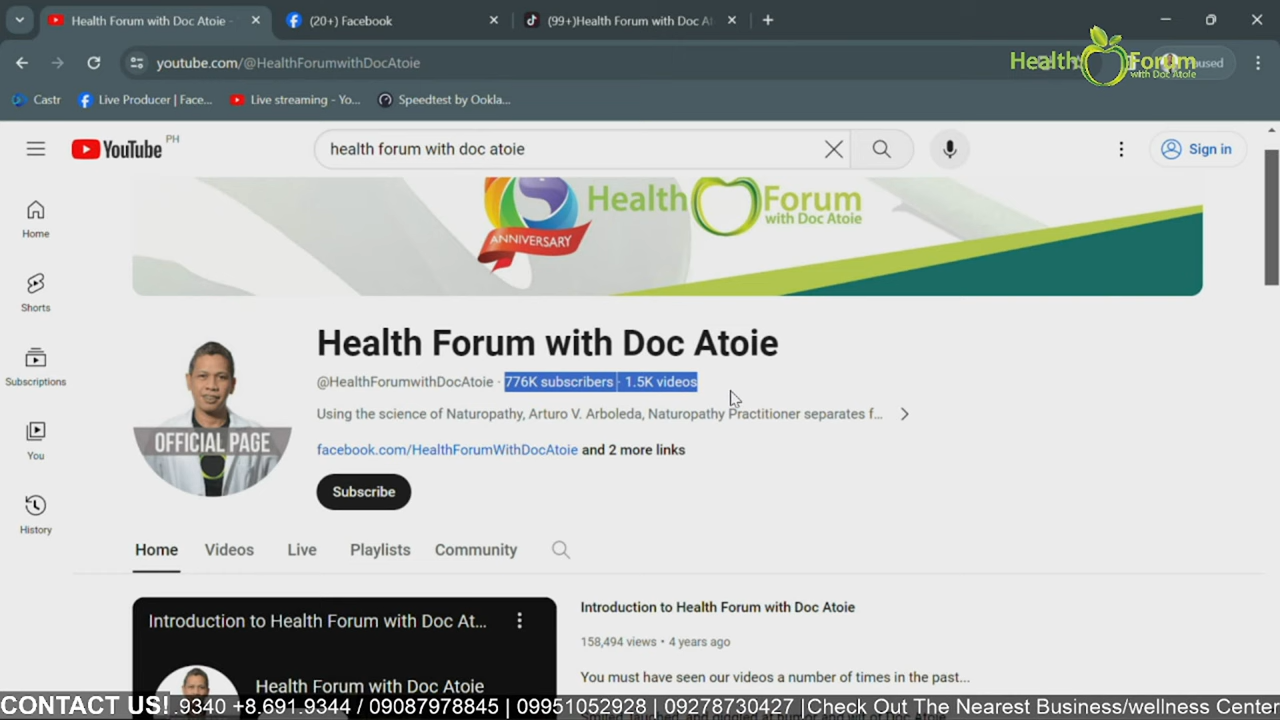 Health Forum with Doc Atoie -
(20+) Facebook
(99+)Health Forum with Doc A
youtube.com/@HealthForumwithDocAtoie
Health Forum
with Doc Atoie
Castr
Live Producer | Face...
Live streaming - Yo...
Speedtest by Ookla...
YouTube PH
health forum with doc atoie
Sign in
Health Forum
with Doc Atoie
ANNIVERSARY
Home
Shorts
Subscriptions
You
History
OFFICIAL PAGE
Health Forum with Doc Atoie
@HealthForumwithDocAtoie · 776K subscribers · 1.5K videos
Using the science of Naturopathy, Arturo V. Arboleda, Naturopathy Practitioner separates f...
facebook.com/HealthForumWithDocAtoie and 2 more links
Subscribe
Home Videos Live Playlists Community
Introduction to Health Forum with Doc At...
Health Forum with Doc Atoie
Introduction to Health Forum with Doc Atoie
158,494 views • 4 years ago
You must have seen our videos a number of times in the past...
CONTACT US! .9340 +8.691.9344 / 09087978845 | 09951052928 | 09278730427 |Check Out The Nearest Business/wellness Center